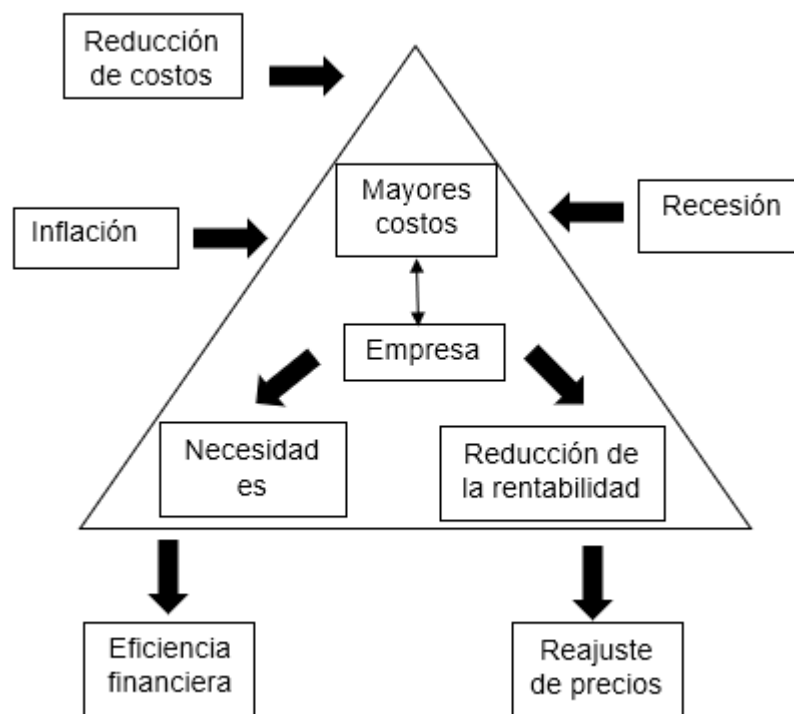 Reducción
de costos
Mayores
costos
Inflación
Recesión
Empresa
Necesidad
es
Reducción de
la rentabilidad
Eficiencia
financiera
Reajuste
de precios